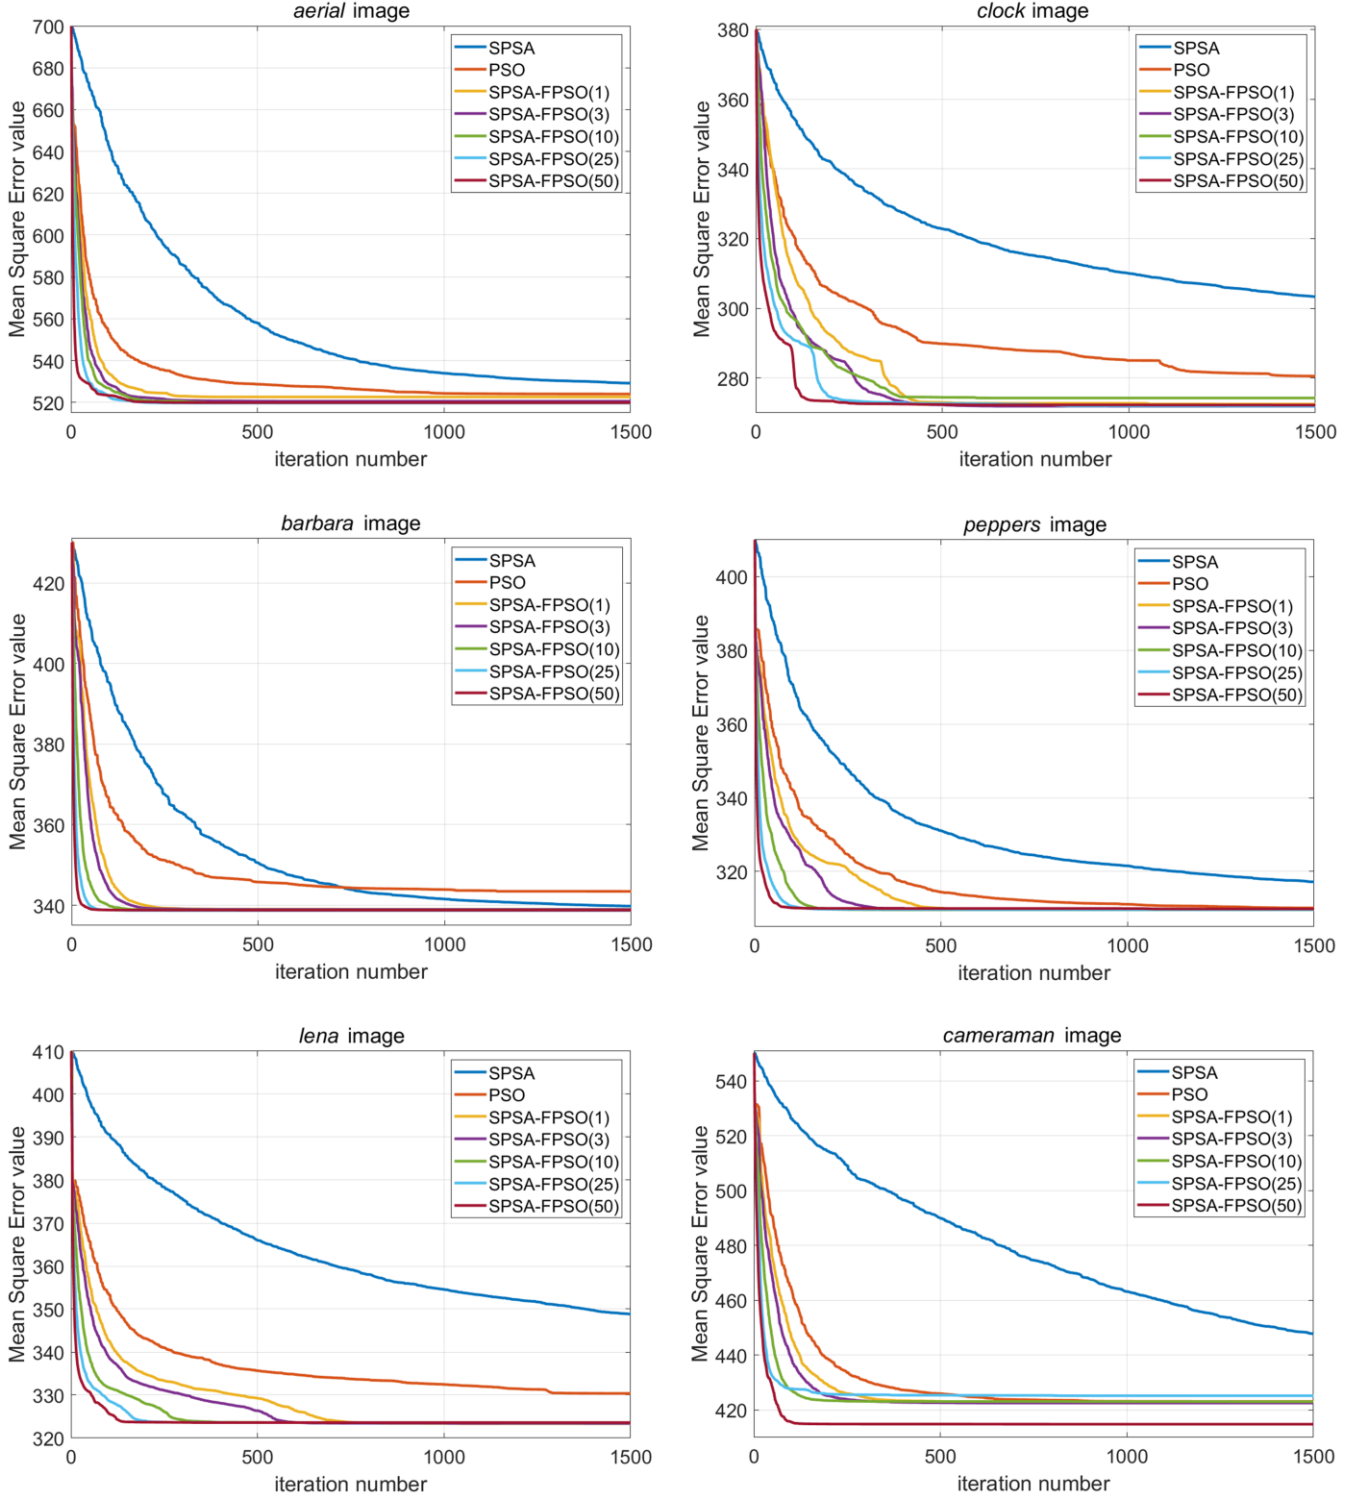 aerial image
700
680
660
640
620
600
580
560
540
520
Mean Square Error value
SPSA
PSO
SPSA-FPSO(1)
SPSA-FPSO(3)
SPSA-FPSO(10)
SPSA-FPSO(25)
SPSA-FPSO(50)
0 500 1000 1500
iteration number
clock image
380
360
340
320
300
280
Mean Square Error value
SPSA
PSO
SPSA-FPSO(1)
SPSA-FPSO(3)
SPSA-FPSO(10)
SPSA-FPSO(25)
SPSA-FPSO(50)
0 500 1000 1500
iteration number
barbara image
420
400
380
360
340
Mean Square Error value
SPSA
PSO
SPSA-FPSO(1)
SPSA-FPSO(3)
SPSA-FPSO(10)
SPSA-FPSO(25)
SPSA-FPSO(50)
0 500 1000 1500
iteration number
peppers image
400
380
360
340
320
Mean Square Error value
SPSA
PSO
SPSA-FPSO(1)
SPSA-FPSO(3)
SPSA-FPSO(10)
SPSA-FPSO(25)
SPSA-FPSO(50)
0 500 1000 1500
iteration number
lena image
410
400
390
380
370
360
350
340
330
320
Mean Square Error value
SPSA
PSO
SPSA-FPSO(1)
SPSA-FPSO(3)
SPSA-FPSO(10)
SPSA-FPSO(25)
SPSA-FPSO(50)
0 500 1000 1500
iteration number
cameraman image
540
520
500
480
460
440
420
Mean Square Error value
SPSA
PSO
SPSA-FPSO(1)
SPSA-FPSO(3)
SPSA-FPSO(10)
SPSA-FPSO(25)
SPSA-FPSO(50)
0 500 1000 1500
iteration number